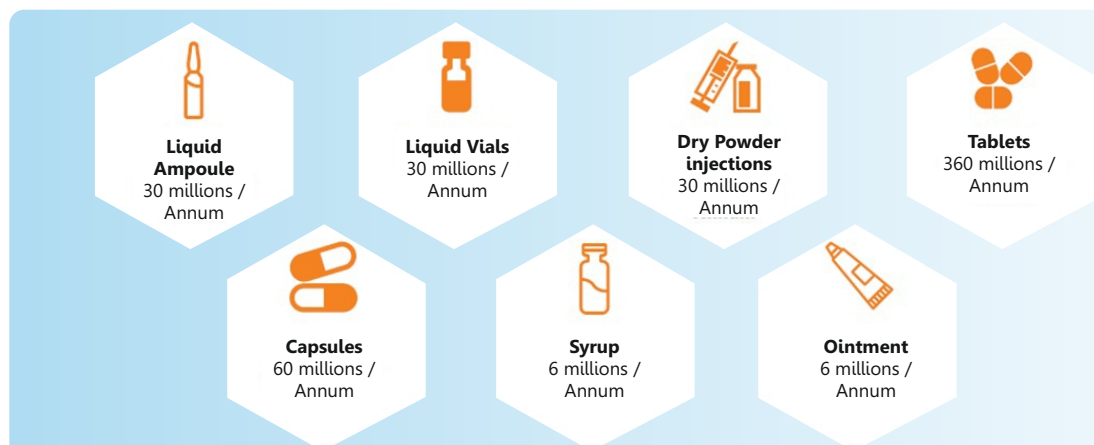 Liquid
Ampoule
30 millions /
Annum
Liquid Vials
30 millions /
Annum
Dry Powder
injections
30 millions /
Annum
Tablets
360 millions /
Annum
Capsules
60 millions /
Annum
Syrup
6 millions /
Annum
Ointment
6 millions /
Annum